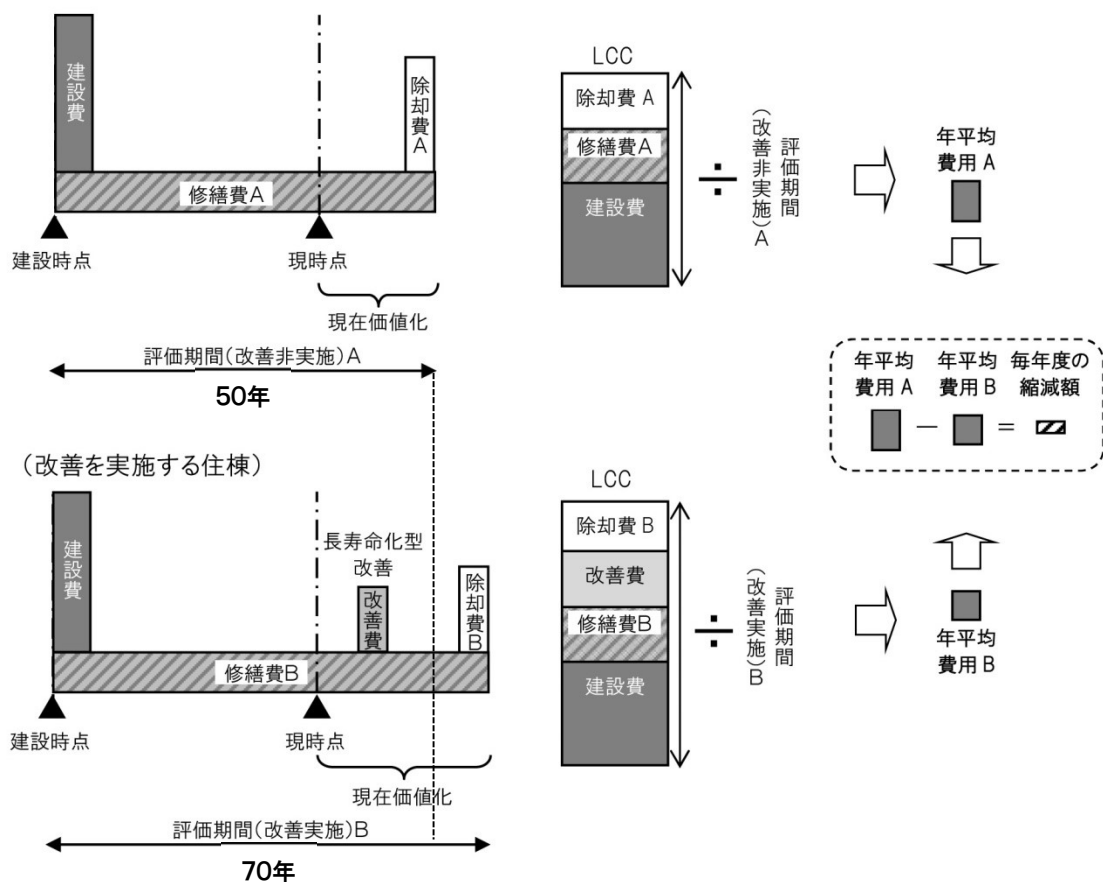 建設費
除却費A
修繕費A
建設時点
現時点
現在価値化
評価期間(改善非実施)A
50年
LCC
除却費 A
修繕費A
建設費
÷
評価期間
(改善非実施)A
年平均
費用 A
年平均
費用 A
年平均
費用 B
毎年度の
縮減額
－
＝
(改善を実施する住棟)
建設費
長寿命化型
改善
改善費
除却費B
修繕費B
建設時点
現時点
現在価値化
評価期間(改善実施)B
70年
LCC
除却費 B
改善費
修繕費B
建設費
÷
評価期間
(改善実施)B
年平均
費用 B